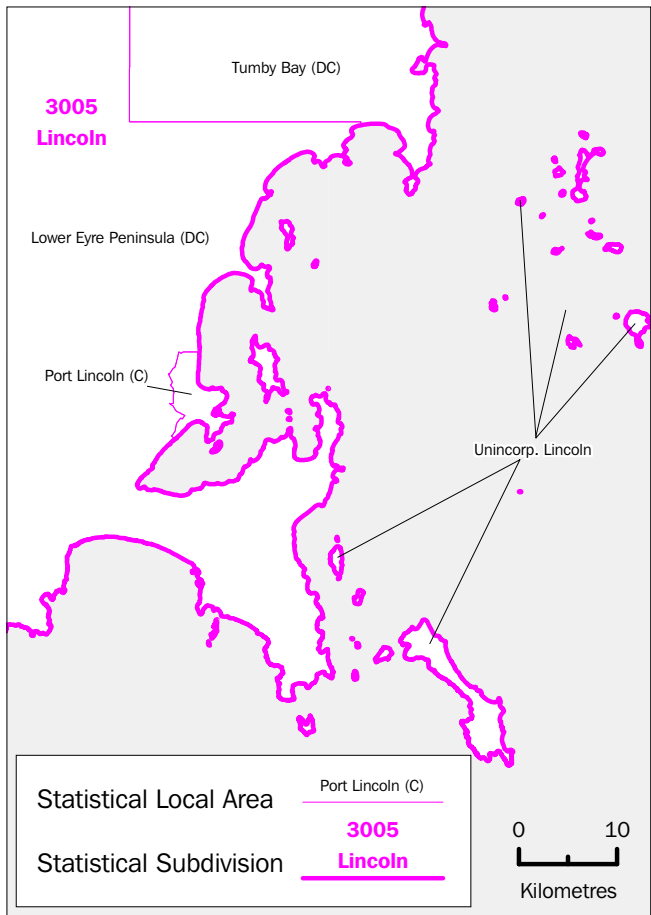 Tumby Bay (DC)
3005
Lincoln
Lower Eyre Peninsula (DC)
Port Lincoln (C)
Unincorp. Lincoln
Statistical Local Area
Port Lincoln (C)
Statistical Subdivision
3005
Lincoln
0 10
Kilometres